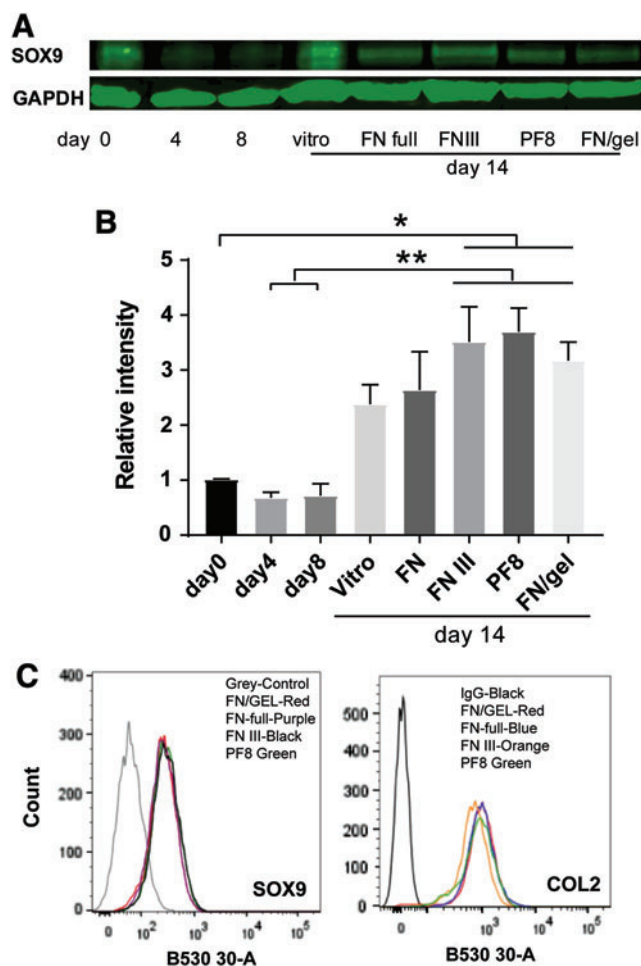 A
SOX9
GAPDH
day 0 4 8 vitro FN full FNIII PF8 FN/gel
day 14
B
*
**
Relative intensity
5
4
3
2
1
0
day0 day4 day8 Vitro FN FN III PF8 FN/gel
day 14
C
Grey-Control
FN/GEL-Red
FN-full-Purple
FN III-Black
PF8 Green
Count
400
300
200
100
0
SOX9
0 10^2 10^3 10^4 10^5
B530 30-A
IgG-Black
FN/GEL-Red
FN-full-Blue
FN III-Orange
PF8 Green
500
400
300
200
100
0
COL2
0 10^2 10^3 10^4 10^5
B530 30-A